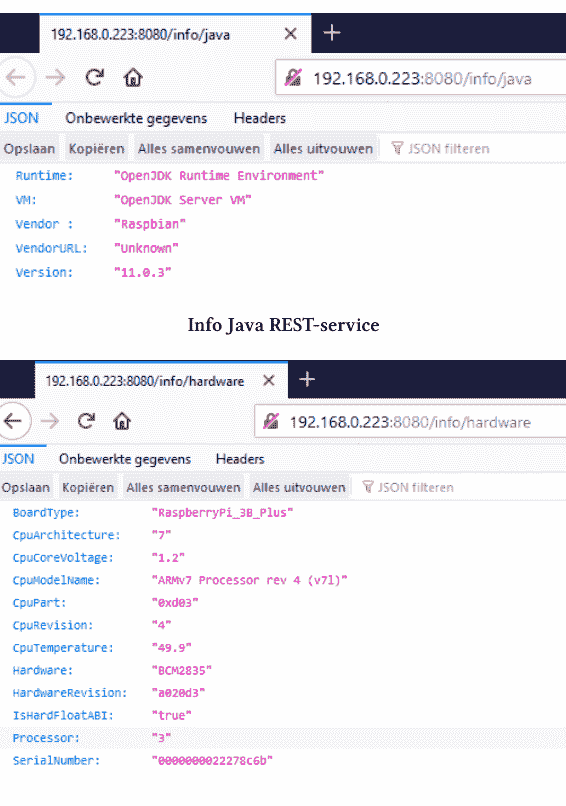 192.168.0.223:8080/info/java
192.168.0.223:8080/info/java
JSON Onbewerkte gegevens Headers
Opslaan Kopiëren Alles samenvouwen Alles uitvouwen JSON filteren
Runtime: "OpenJDK Runtime Environment"
VM: "OpenJDK Server VM"
Vendor : "Raspbian"
VendorURL: "Unknown"
Version: "11.0.3"
Info Java REST-service
192.168.0.223:8080/info/hardware
192.168.0.223:8080/info/hardware
JSON Onbewerkte gegevens Headers
Opslaan Kopiëren Alles samenvouwen Alles uitvouwen JSON filteren
BoardType: "RaspberryPi_3B_Plus"
CpuArchitecture: "7"
CpuCoreVoltage: "1.2"
CpuModelName: "ARMv7 Processor rev 4 (v7l)"
CpuPart: "0xd03"
CpuRevision: "4"
CpuTemperature: "49.9"
Hardware: "BCM2835"
HardwareRevision: "a020d3"
IsHardFloatABI: "true"
Processor: "3"
SerialNumber: "0000000022278c6b"